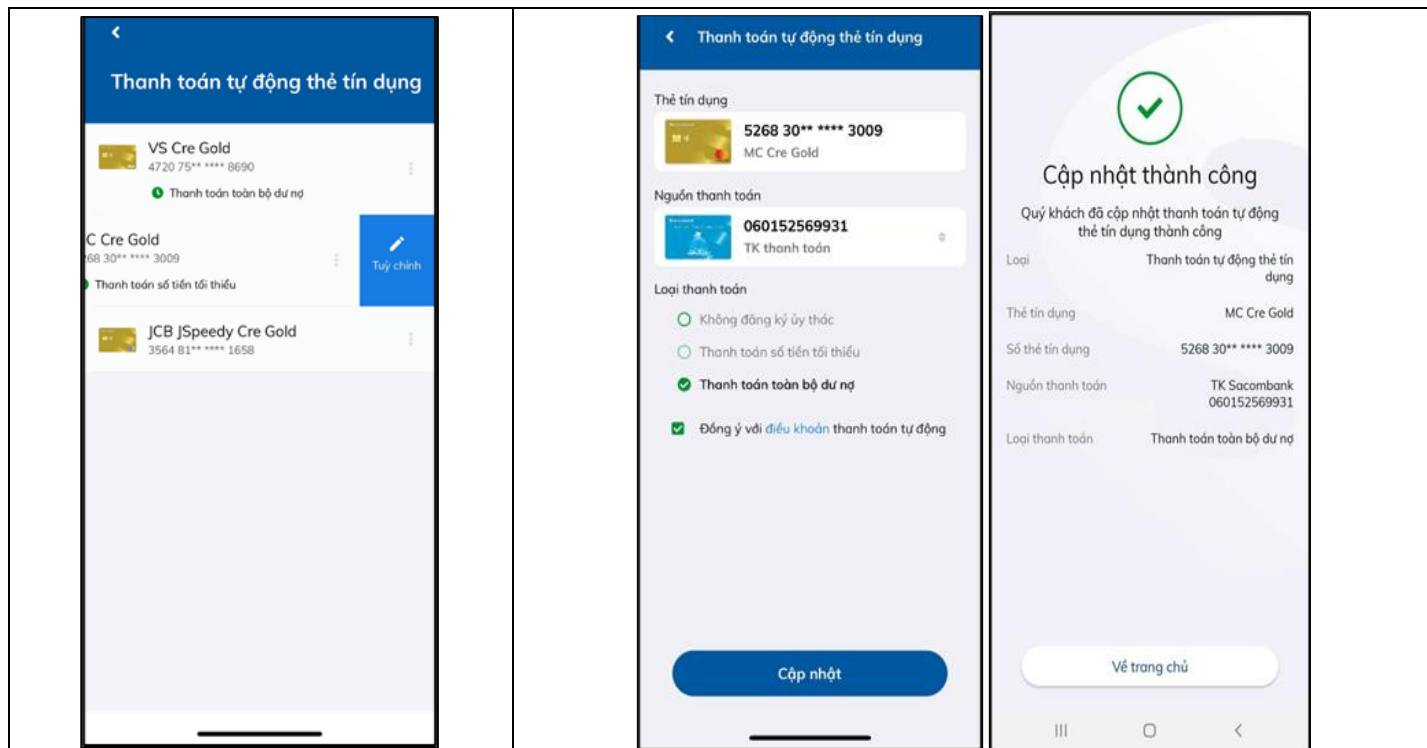 Thanh toán tự động thẻ tín dụng
VS Cre Gold
4720 75** **** 8690
Thanh toán toàn bộ dư nợ
C Cre Gold
68 30** **** 3009
Thanh toán số tiền tối thiểu
Tuỳ chỉnh
JCB JSpeedy Cre Gold
3564 81** **** 1658
Thanh toán tự động thẻ tín dụng
Thẻ tín dụng
5268 30** **** 3009
MC Cre Gold
Nguồn thanh toán
060152569931
TK thanh toán
Loại thanh toán
Không đăng ký ủy thác
Thanh toán số tiền tối thiểu
Thanh toán toàn bộ dư nợ
Đồng ý với điều khoản thanh toán tự động
Cập nhật
Cập nhật thành công
Quý khách đã cập nhật thanh toán tự động
thẻ tín dụng thành công
Loại Thanh toán tự động thẻ tín
dụng
Thẻ tín dụng MC Cre Gold
Số thẻ tín dụng 5268 30** **** 3009
Nguồn thanh toán TK Sacombank
060152569931
Loại thanh toán Thanh toán toàn bộ dư nợ
Về trang chủ